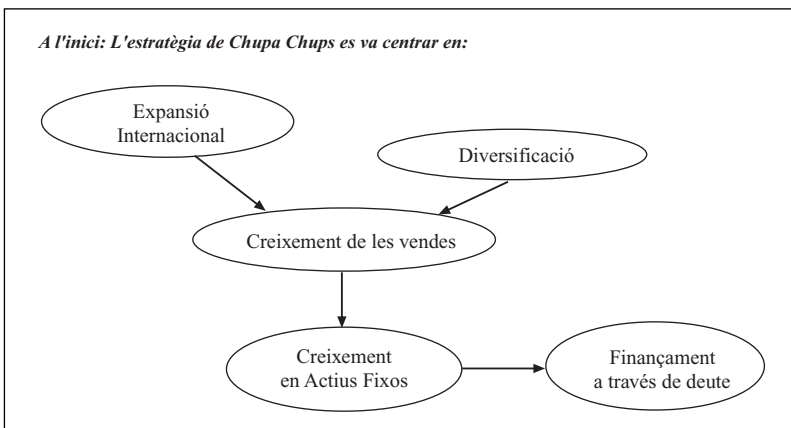 A l'inici: L'estratègia de Chupa Chups es va centrar en:
Expansió
Internacional
Diversificació
Creixement de les vendes
Creixement
en Actius Fixos
Finançament
a través de deute